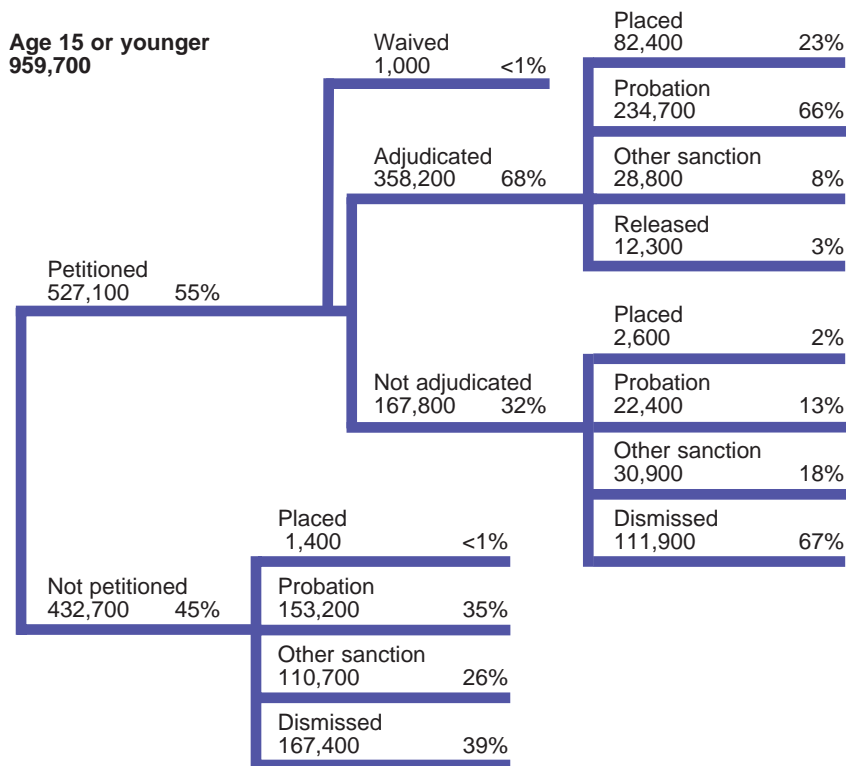 Age 15 or younger
959,700
Petitioned
527,100 55%
Waived
1,000 <1%
Adjudicated
358,200 68%
Placed
82,400 23%
Probation
234,700 66%
Other sanction
28,800 8%
Released
12,300 3%
Not adjudicated
167,800 32%
Placed
2,600 2%
Probation
22,400 13%
Other sanction
30,900 18%
Dismissed
111,900 67%
Not petitioned
432,700 45%
Placed
1,400 <1%
Probation
153,200 35%
Other sanction
110,700 26%
Dismissed
167,400 39%